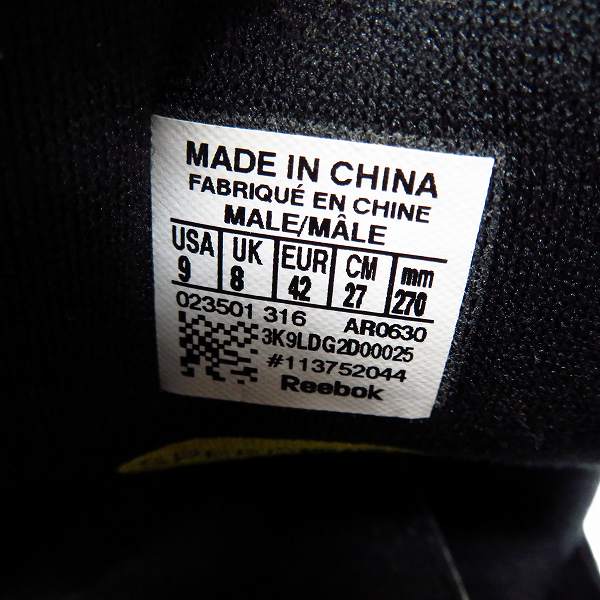 MADE IN CHINA
FABRIQUÉ EN CHINE
MALE/MÂLE
USA UK EUR CM mm
9 8 42 27 270
023501 316 AR0630
3K9LDG2D00025
#113752044
Reebok